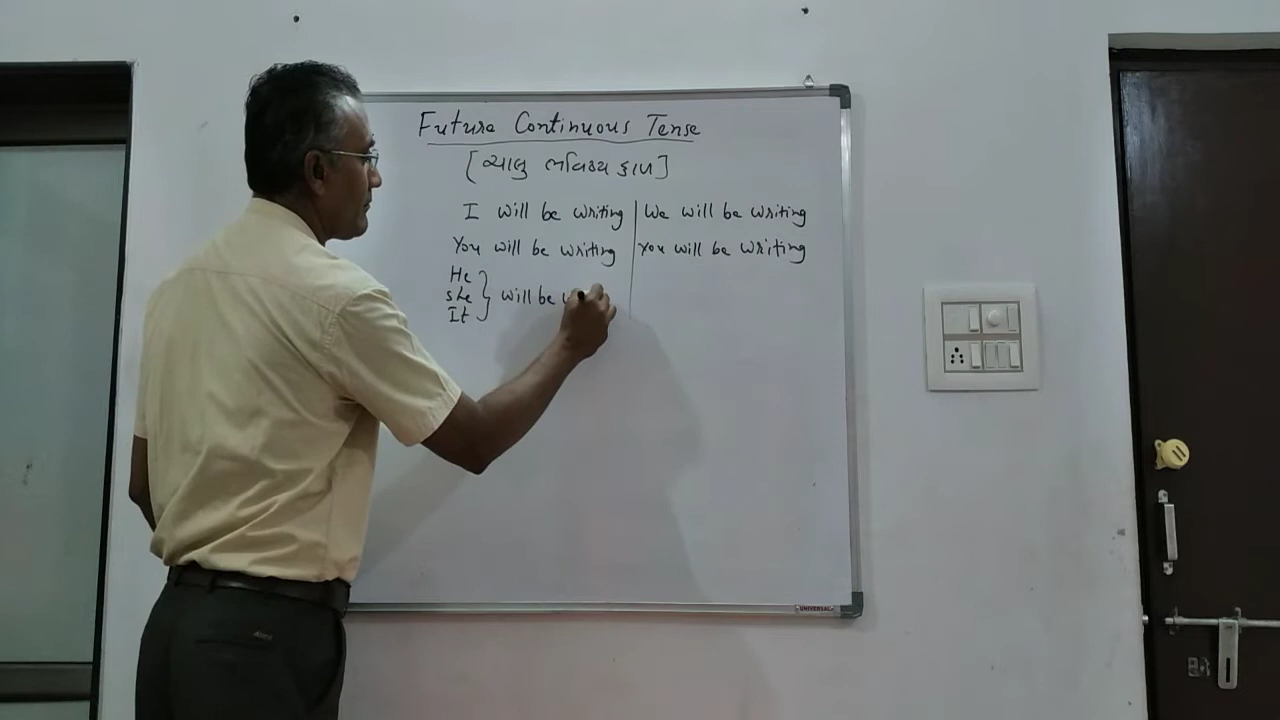 Future Continuous Tense
[ચાલુ ભવિષ્ય કાળ]
I will be writing | We will be writing
You will be writing | You will be writing
He
She } will be w
It
UNIVERSAL